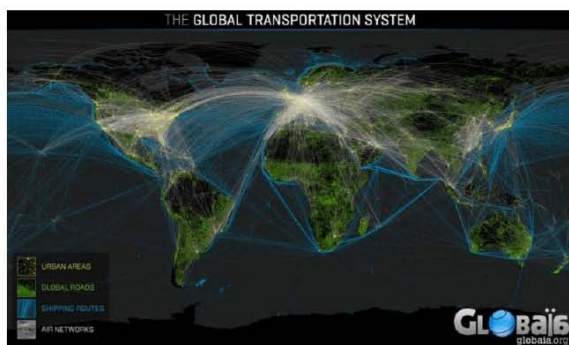 THE GLOBAL TRANSPORTATION SYSTEM
URBAN AREAS
GLOBAL ROADS
SHIPPING ROUTES
AIR NETWORKS
GLOBAÏA
globaia.org